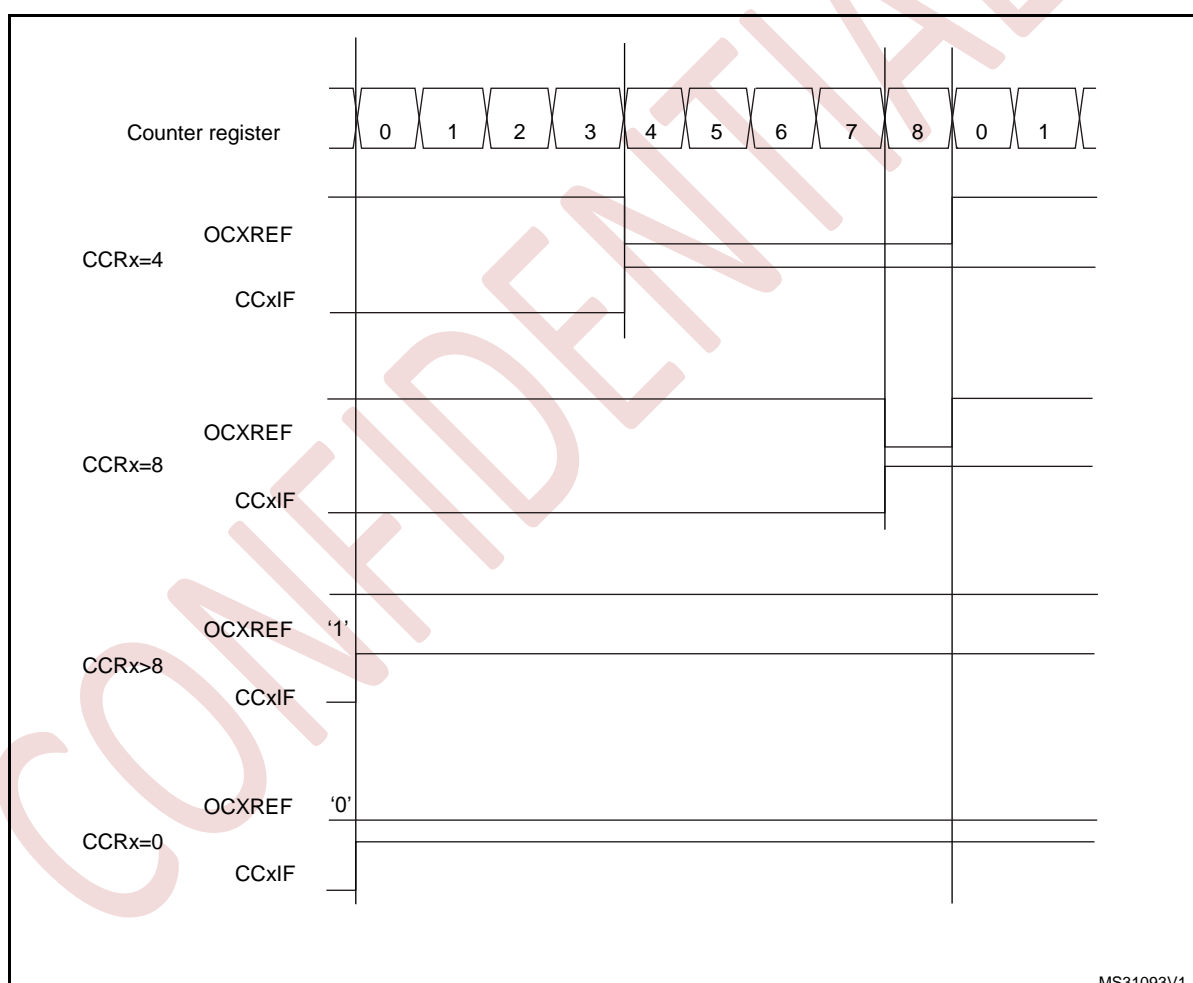 Counter register 0 1 2 3 4 5 6 7 8 0 1
OCXREF
CCRx=4
CCxIF
OCXREF
CCRx=8
CCxIF
OCXREF ‘1’
CCRx>8
CCxIF
OCXREF ‘0’
CCRx=0
CCxIF
MS31093V1
CONFIDENTIAL